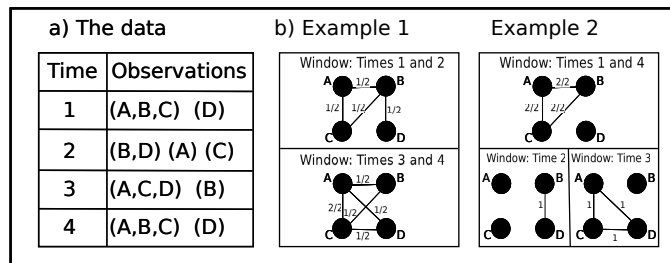 a) The data
Time Observations
1 (A,B,C) (D)
2 (B,D) (A) (C)
3 (A,C,D) (B)
4 (A,B,C) (D)
b) Example 1
Window: Times 1 and 2
A 1/2 B
1/2 1/2 1/2
C D
Window: Times 3 and 4
A 1/2 B
2/2 1/2 1/2
C 1/2 D
Example 2
Window: Times 1 and 4
A 2/2 B
2/2 2/2
C D
Window: Time 2
A B
1
C D
Window: Time 3
A B
1 1
C 1 D